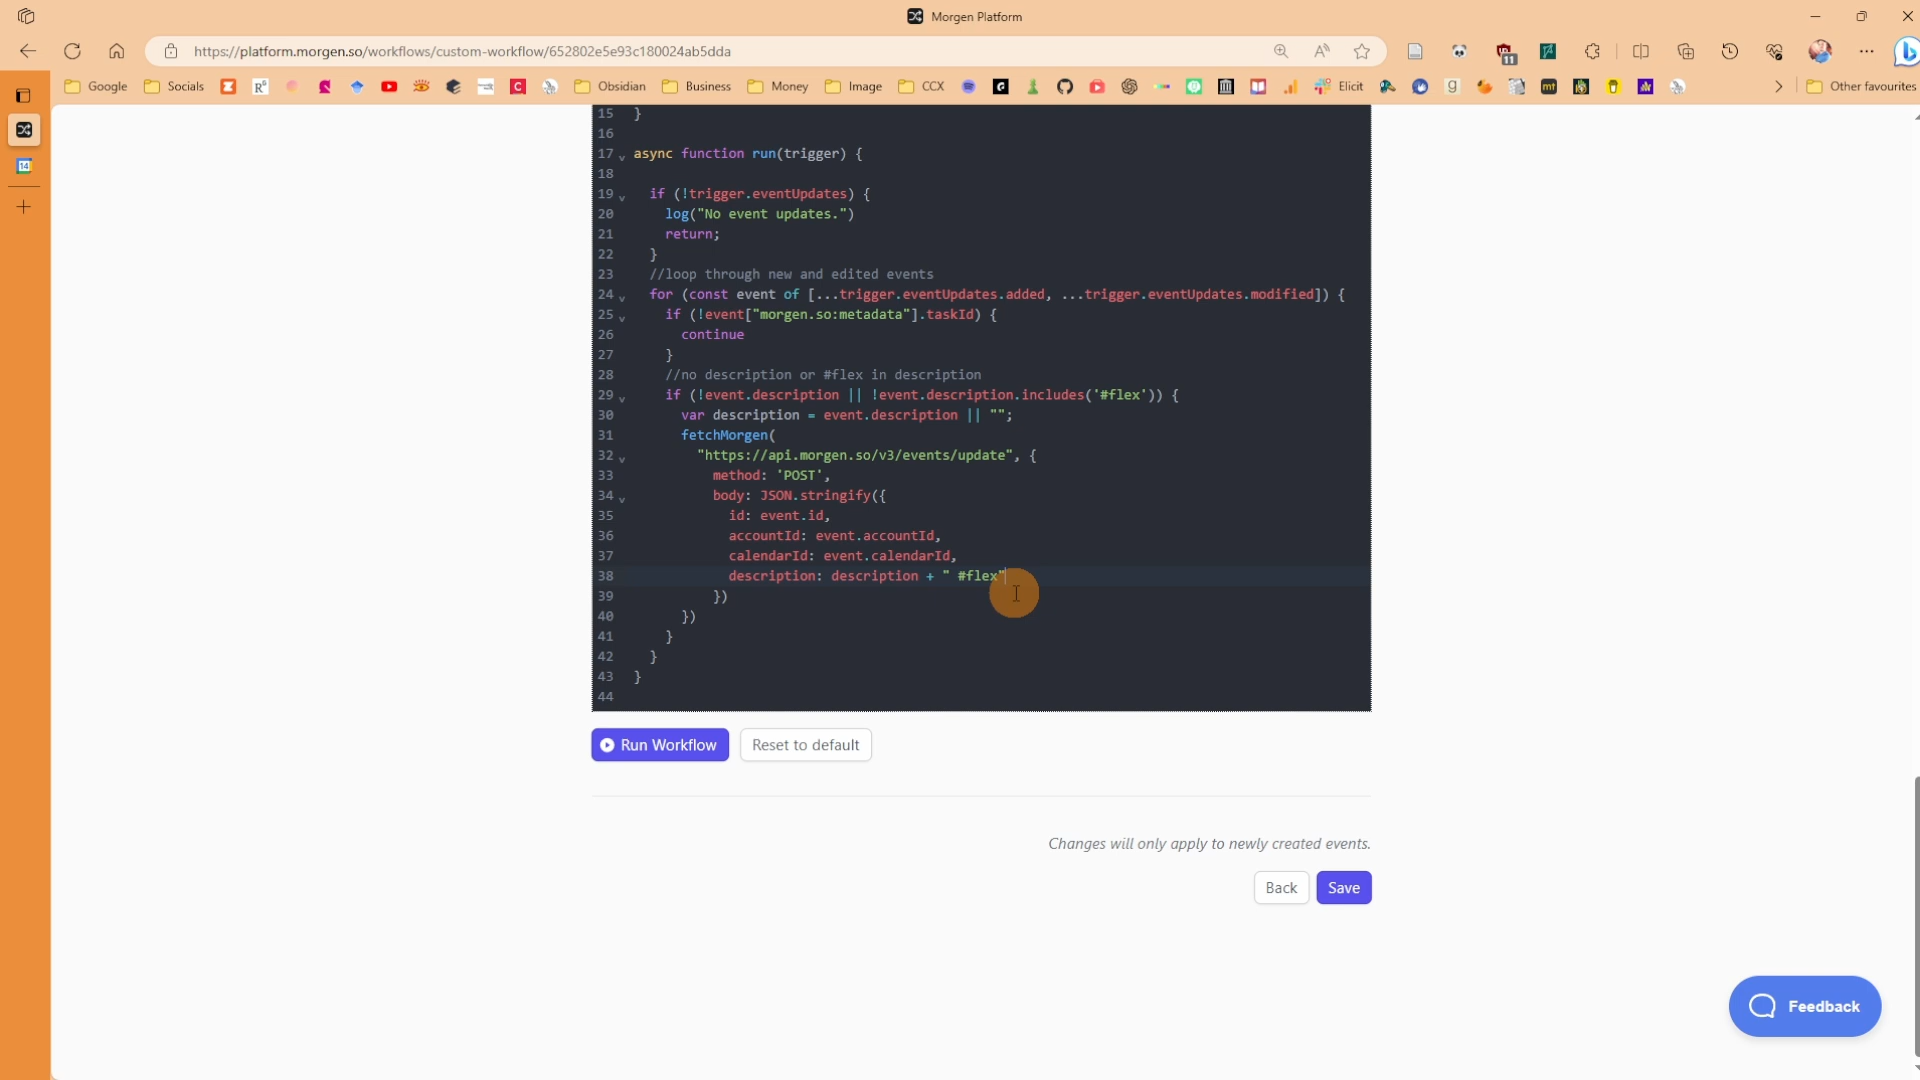 Morgen Platform
https://platform.morgen.so/workflows/custom-workflow/652802e5e93c180024ab5dda
11
Google Socials Obsidian Business Money Image CCX Elicit Other favourites
14
15 }
16
17 async function run(trigger) {
18
19 if (!trigger.eventUpdates) {
20 log("No event updates.")
21 return;
22 }
23 //loop through new and edited events
24 for (const event of [...trigger.eventUpdates.added, ...trigger.eventUpdates.modified]) {
25 if (!event["morgen.so:metadata"].taskId) {
26 continue
27 }
28 //no description or #flex in description
29 if (!event.description || !event.description.includes('#flex')) {
30 var description = event.description || "";
31 fetchMorgen(
32 "https://api.morgen.so/v3/events/update", {
33 method: 'POST',
34 body: JSON.stringify({
35 id: event.id,
36 accountId: event.accountId,
37 calendarId: event.calendarId,
38 description: description + " #flex"
39 })
40 })
41 }
42 }
43 }
44
Run Workflow Reset to default
Changes will only apply to newly created events.
Back Save
Feedback